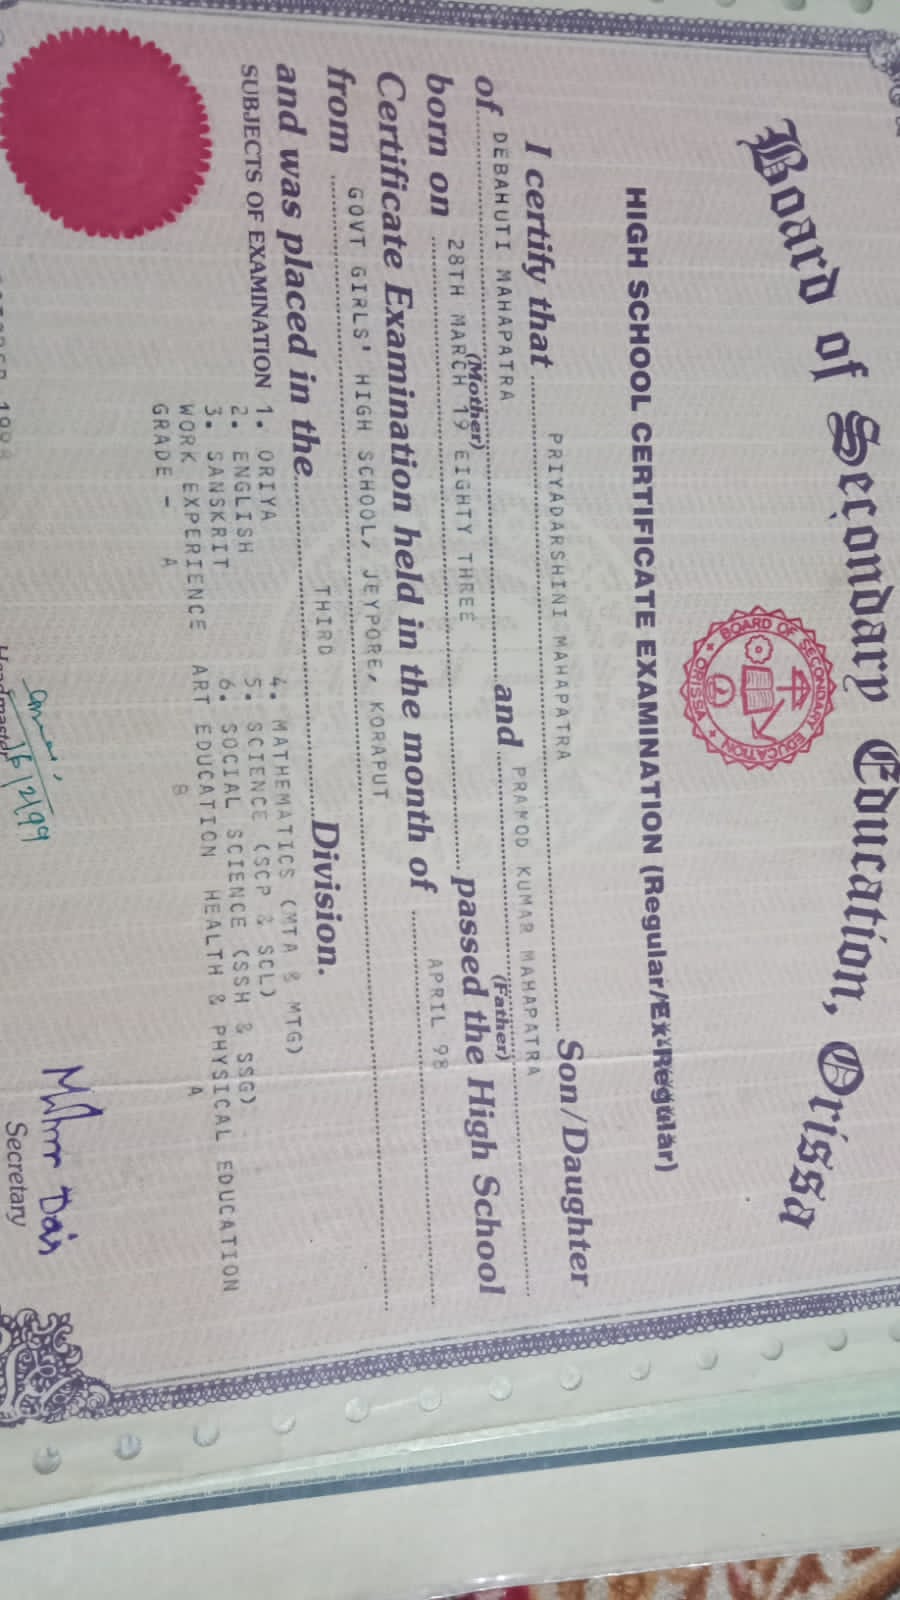 Board of Secondary Education, Orissa
BOARD OF SECONDARY EDUCATION
ORISSA
HIGH SCHOOL CERTIFICATE EXAMINATION (Regular/Ex-Regular)
I certify that PRIYADARSHINI MAHAPATRA Son/Daughter
of DEBAHUTI MAHAPATRA (Mother) and PRAMOD KUMAR MAHAPATRA (Father)
born on 28TH MARCH 19 EIGHTY THREE passed the High School
Certificate Examination held in the month of APRIL 98
from GOVT GIRLS' HIGH SCHOOL, JEYPORE, KORAPUT
and was placed in the THIRD Division.
SUBJECTS OF EXAMINATION 1. ORIYA 4. MATHEMATICS (MTA & MTG)
2. ENGLISH 5. SCIENCE (SCP & SCL)
3. SANSKRIT 6. SOCIAL SCIENCE (SSH & SSG)
WORK EXPERIENCE ART EDUCATION HEALTH & PHYSICAL EDUCATION
GRADE - A B A
16/2/99
Headmaster
Secretary